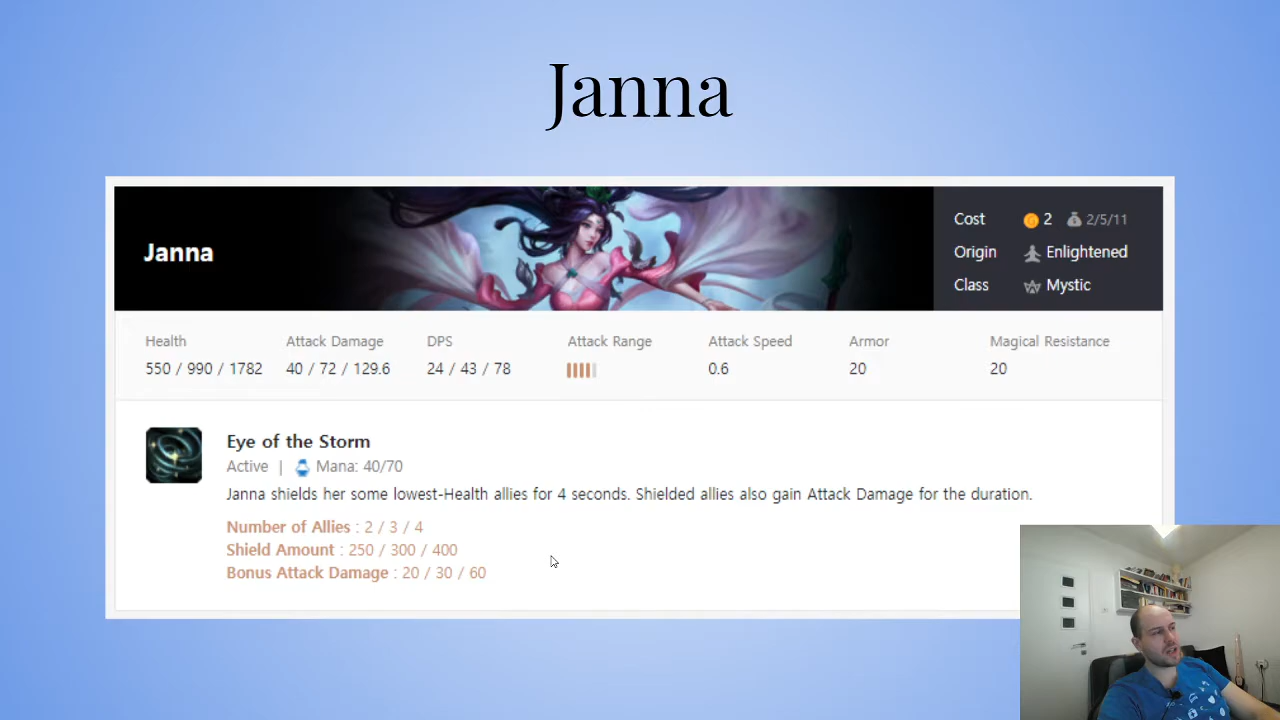 Janna
Janna
Cost 2 2/5/11
Origin Enlightened
Class Mystic
Health Attack Damage DPS Attack Range Attack Speed Armor Magical Resistance
550 / 990 / 1782 40 / 72 / 129.6 24 / 43 / 78 0.6 20 20
Eye of the Storm
Active | Mana: 40/70
Janna shields her some lowest-Health allies for 4 seconds. Shielded allies also gain Attack Damage for the duration.
Number of Allies : 2 / 3 / 4
Shield Amount : 250 / 300 / 400
Bonus Attack Damage : 20 / 30 / 60